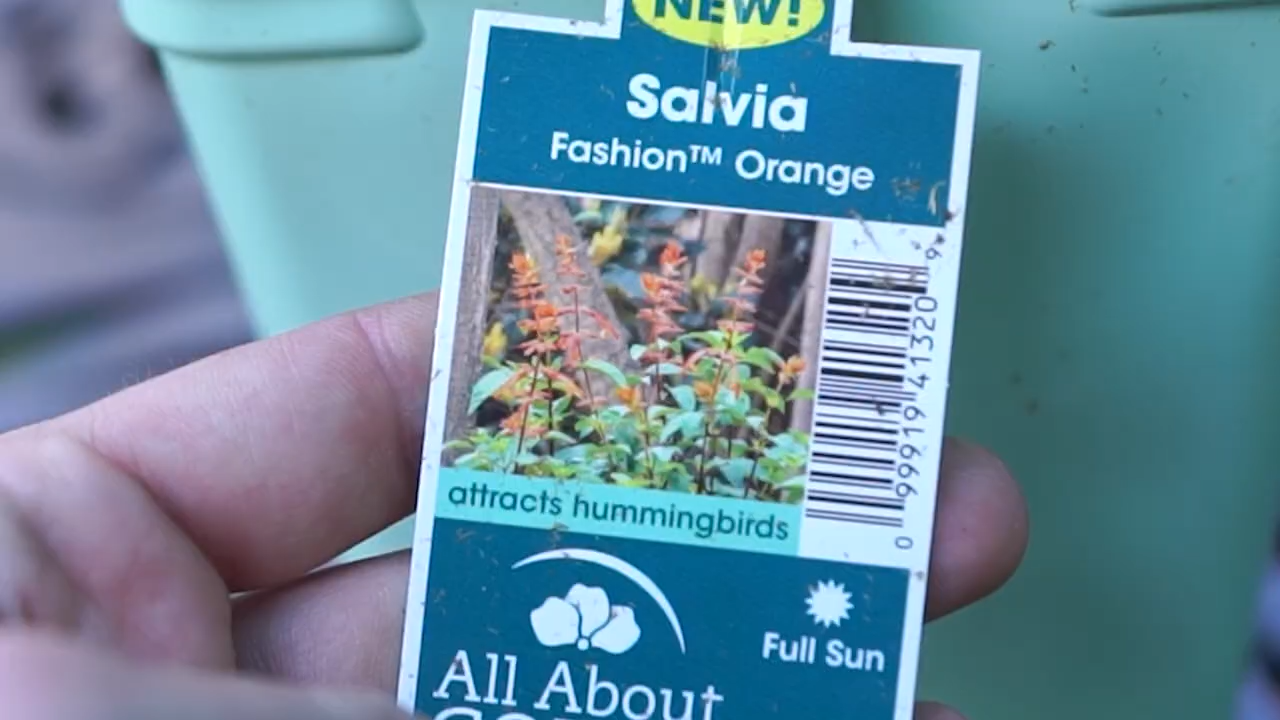 NEW!
Salvia
Fashion™ Orange
attracts hummingbirds
0 99919 41320 9
Full Sun
All About